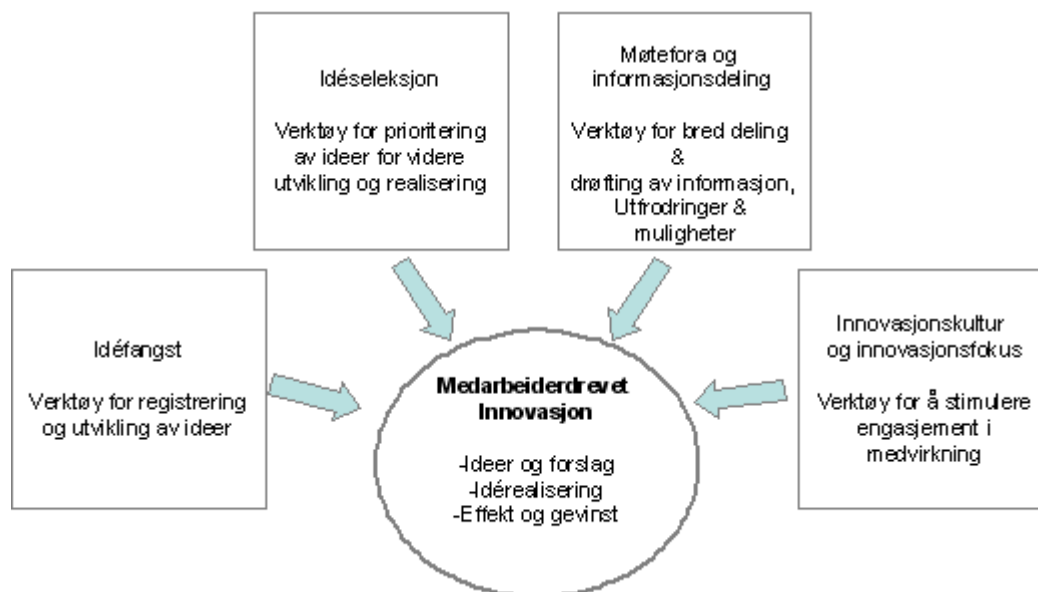 Idéseleksjon
Verktøy for prioritering
av ideer for videre
utvikling og realisering
Møtefora og
informasjonsdeling
Verktøy for bred deling
&
drøfting av informasjon,
Utfrodringer &
muligheter
Idéfangst
Verktøy for registrering
og utvikling av ideer
Medarbeiderdrevet
Innovasjon
-Ideer og forslag
-Idérealisering
-Effekt og gevinst
Innovasjonskultur
og innovasjonsfokus
Verktøy for å stimulere
engasjement i
medvirkning